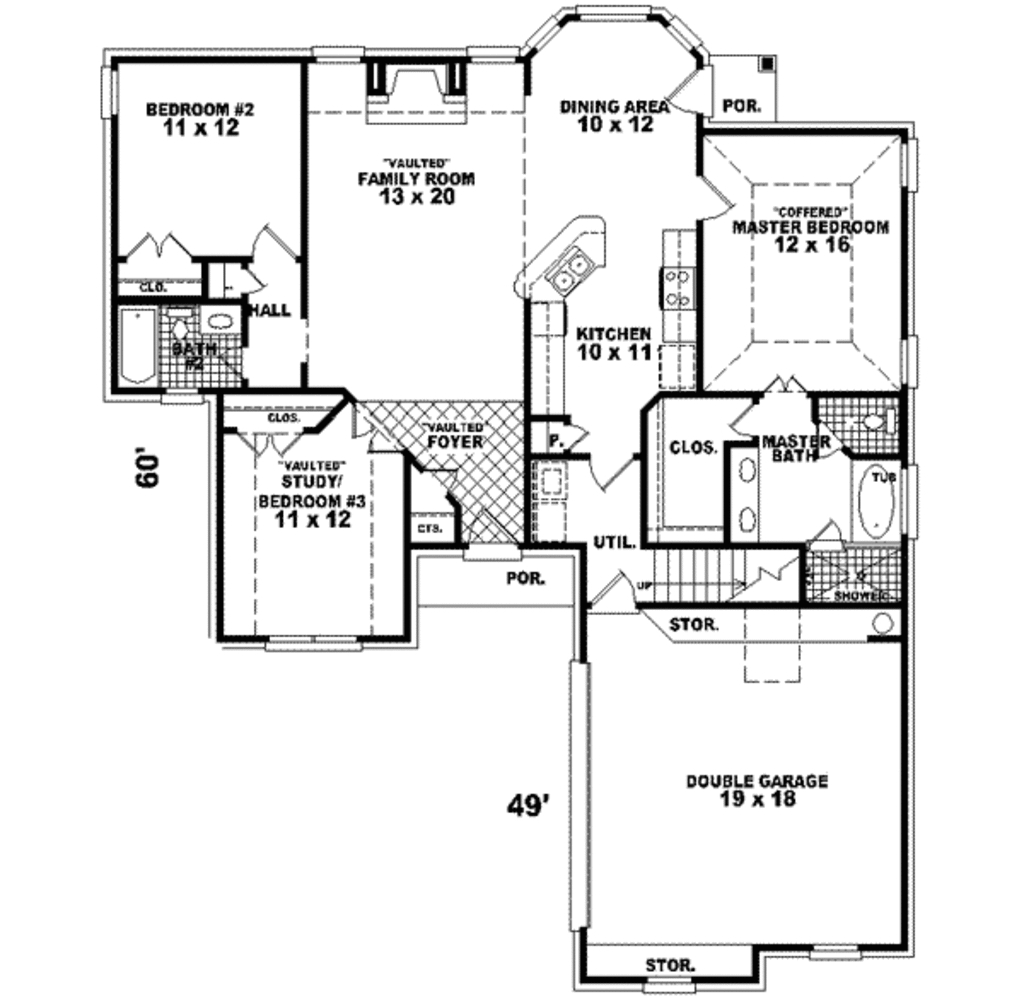 BEDROOM #2
11 x 12
DINING AREA
10 x 12
POR.
"VAULTED"
FAMILY ROOM
13 x 20
"COFFERED"
MASTER BEDROOM
12 x 16
CLO.
HALL
BATH
#2
KITCHEN
10 x 11
CLOS.
"VAULTED"
FOYER
P.
CLOS.
MASTER
BATH
60'
"VAULTED"
STUDY/
BEDROOM #3
11 x 12
TUB
CTS.
UTIL.
POR.
UP
SHOWER
STOR.
DOUBLE GARAGE
19 x 18
49'
STOR.